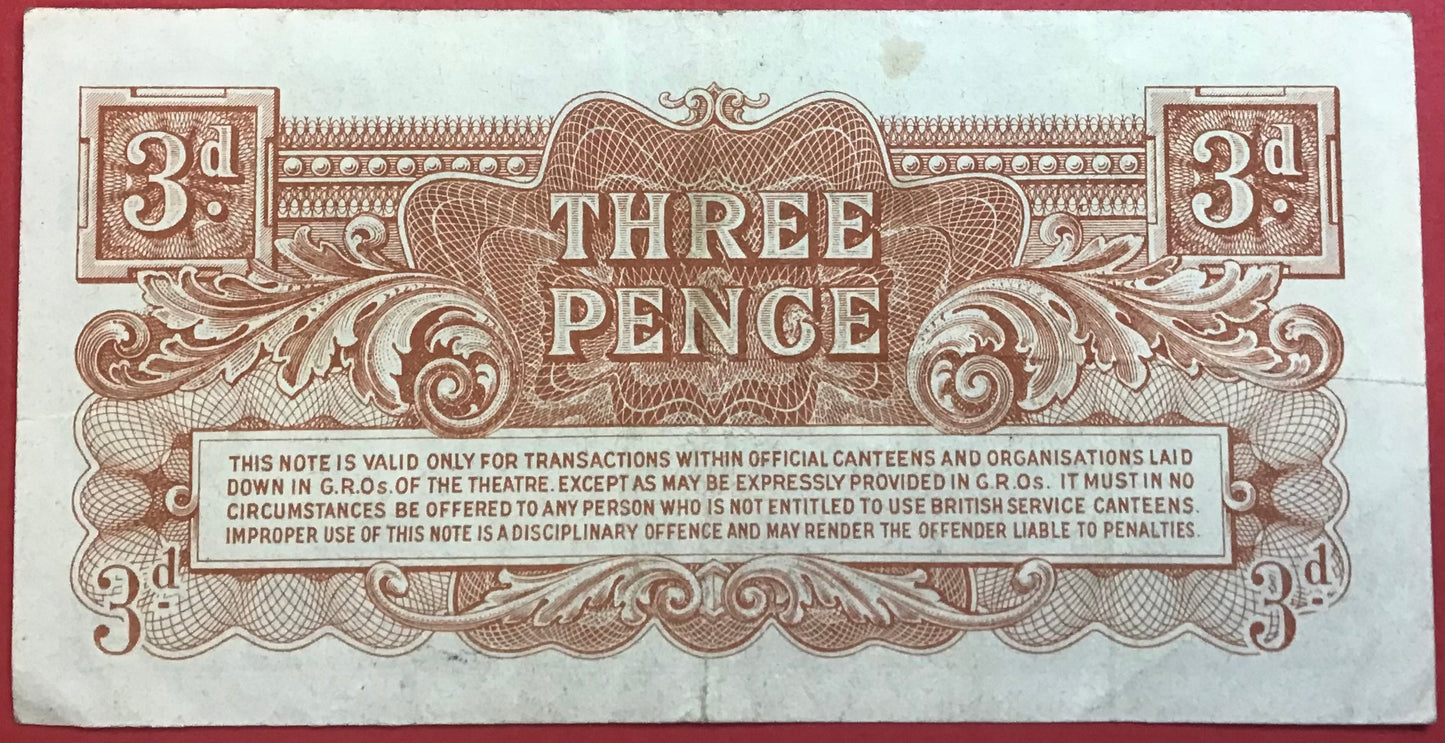 3d. 3d.
THREE
PENCE
THIS NOTE IS VALID ONLY FOR TRANSACTIONS WITHIN OFFICIAL CANTEENS AND ORGANISATIONS LAID
DOWN IN G.R.Os. OF THE THEATRE. EXCEPT AS MAY BE EXPRESSLY PROVIDED IN G.R.Os. IT MUST IN NO
CIRCUMSTANCES BE OFFERED TO ANY PERSON WHO IS NOT ENTITLED TO USE BRITISH SERVICE CANTEENS.
IMPROPER USE OF THIS NOTE IS A DISCIPLINARY OFFENCE AND MAY RENDER THE OFFENDER LIABLE TO PENALTIES.
3d. 3d.